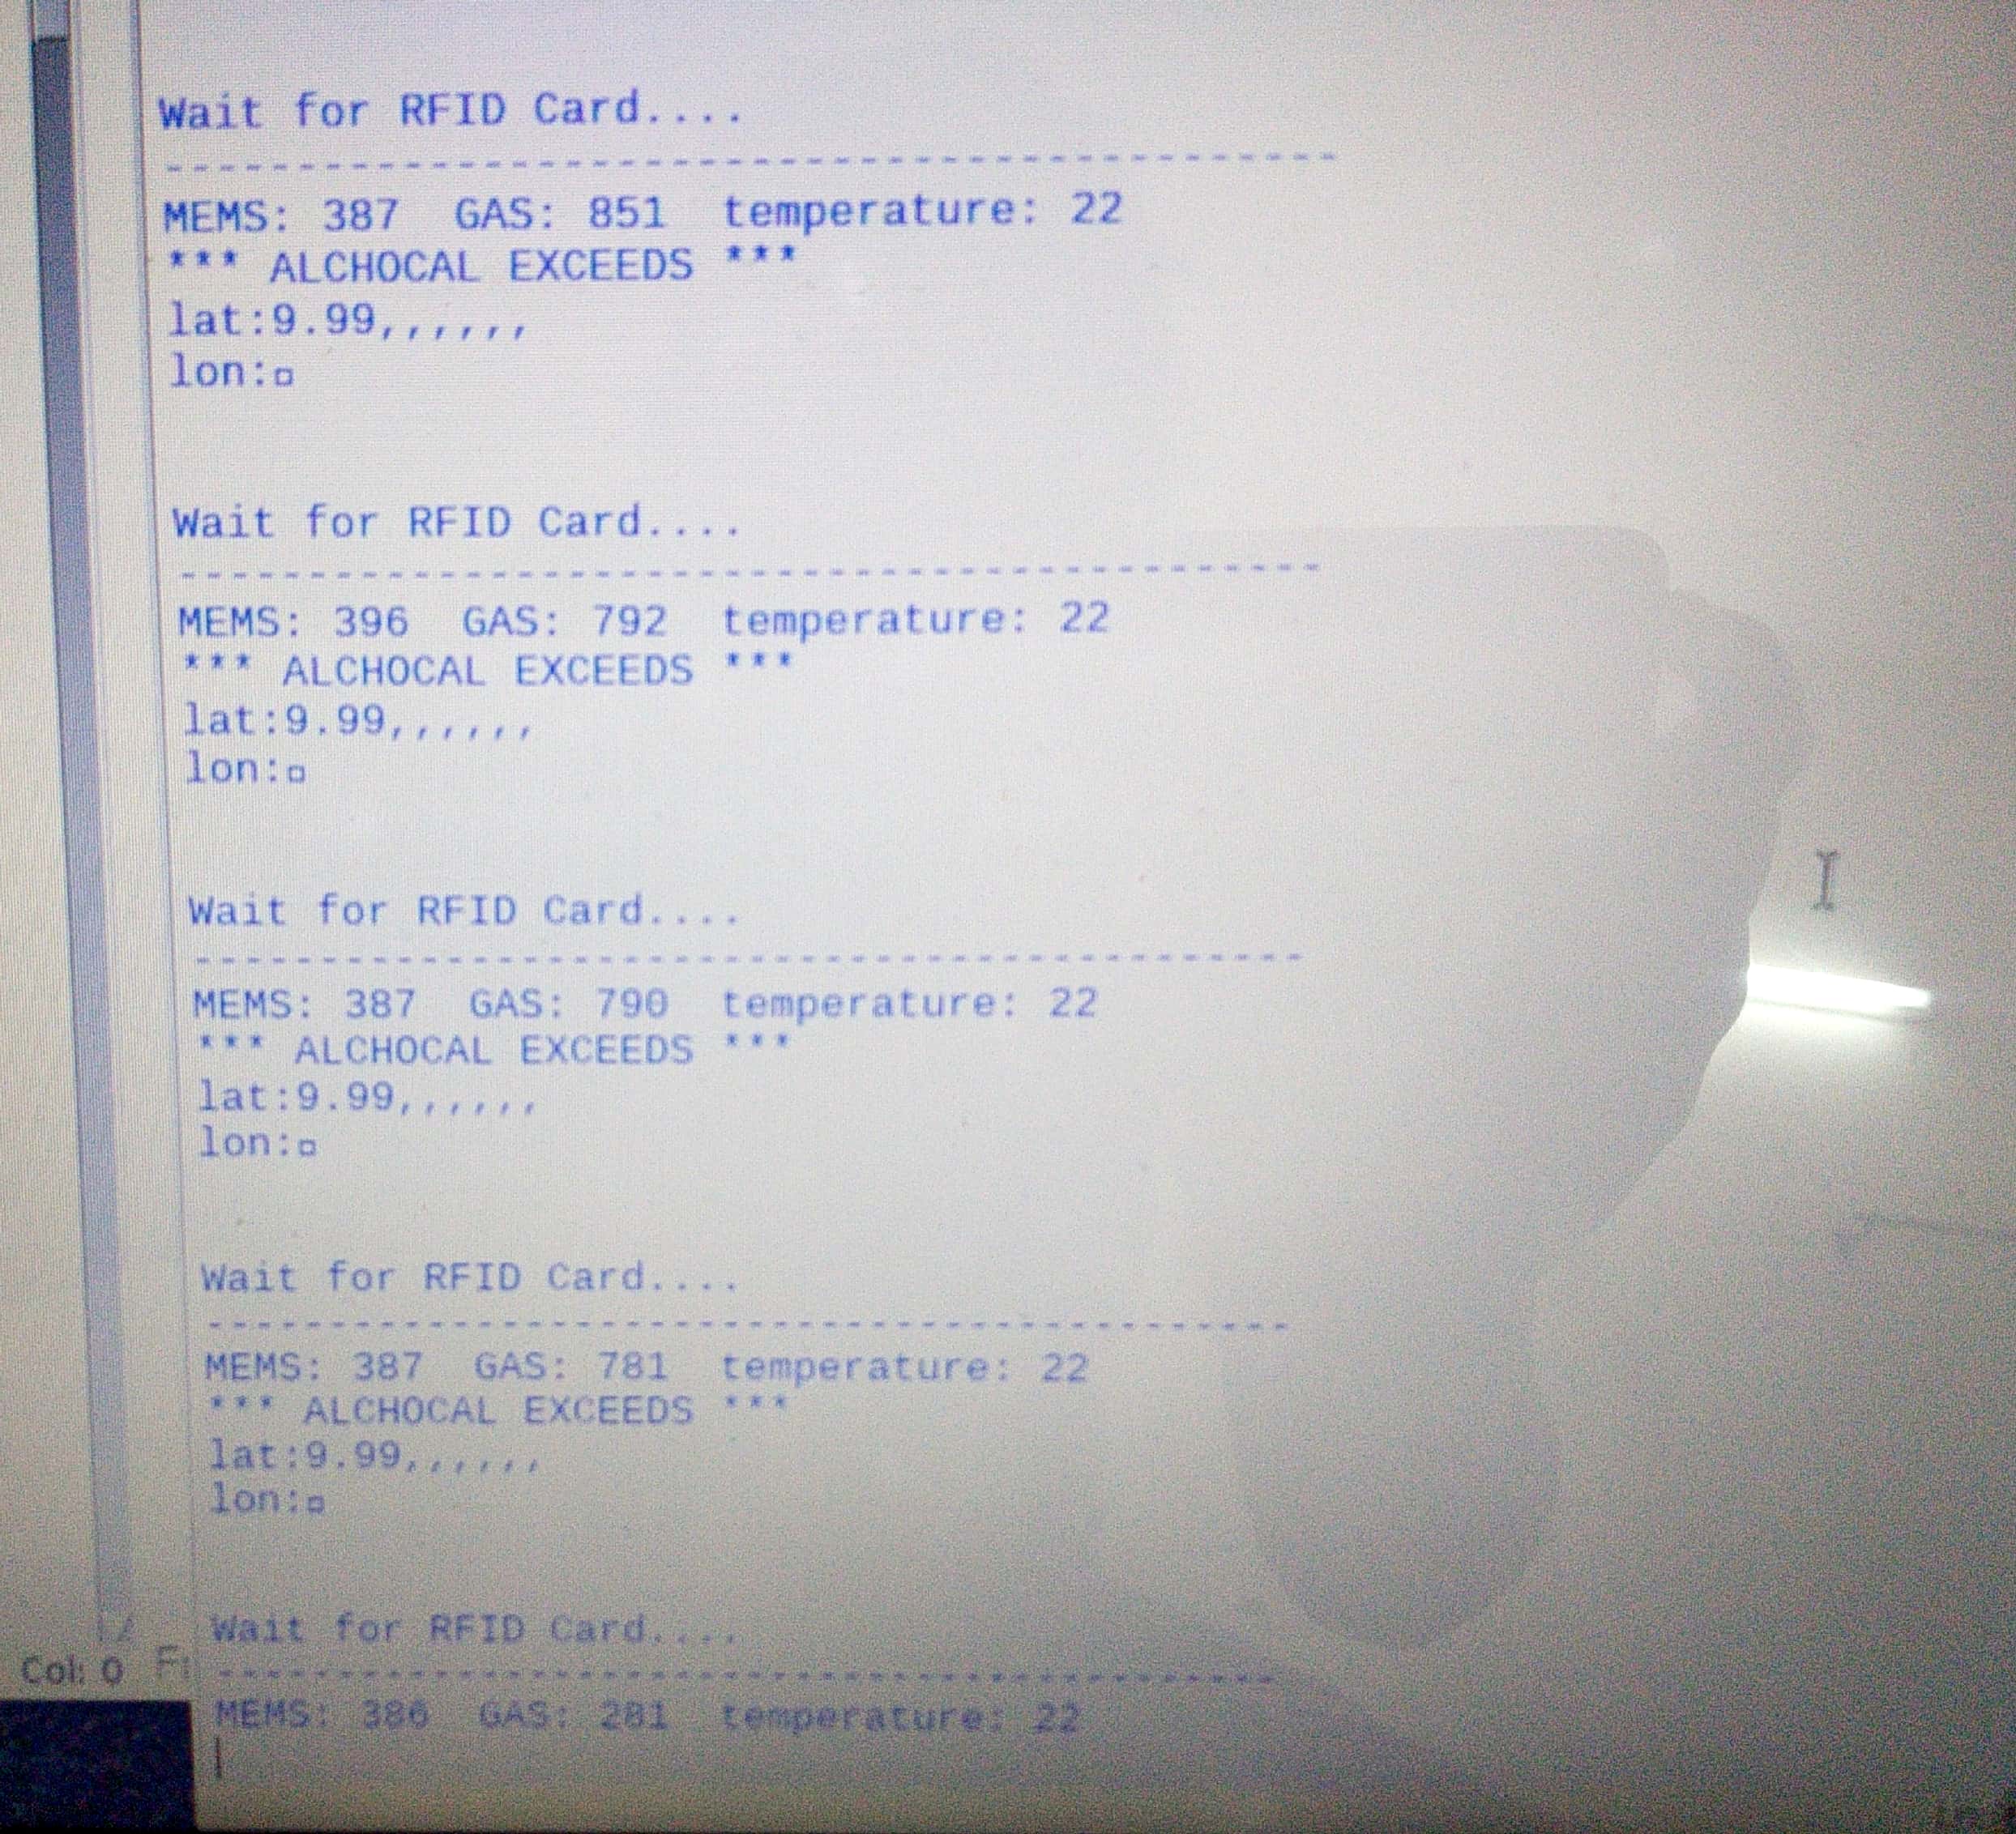 Wait for RFID Card....
---------------------------------------------
MEMS: 387  GAS: 851  temperature: 22
*** ALCHOCAL EXCEEDS ***
lat:9.99,,,,,,
lon:▫
Wait for RFID Card....
---------------------------------------------
MEMS: 396  GAS: 792  temperature: 22
*** ALCHOCAL EXCEEDS ***
lat:9.99,,,,,,
lon:▫
Wait for RFID Card....
---------------------------------------------
MEMS: 387  GAS: 790  temperature: 22
*** ALCHOCAL EXCEEDS ***
lat:9.99,,,,,,
lon:▫
Wait for RFID Card....
---------------------------------------------
MEMS: 387  GAS: 781  temperature: 22
*** ALCHOCAL EXCEEDS ***
lat:9.99,,,,,,
lon:▫
Wait for RFID Card....
---------------------------------------------
MEMS: 386  GAS: 281  temperature: 22
Col: 0